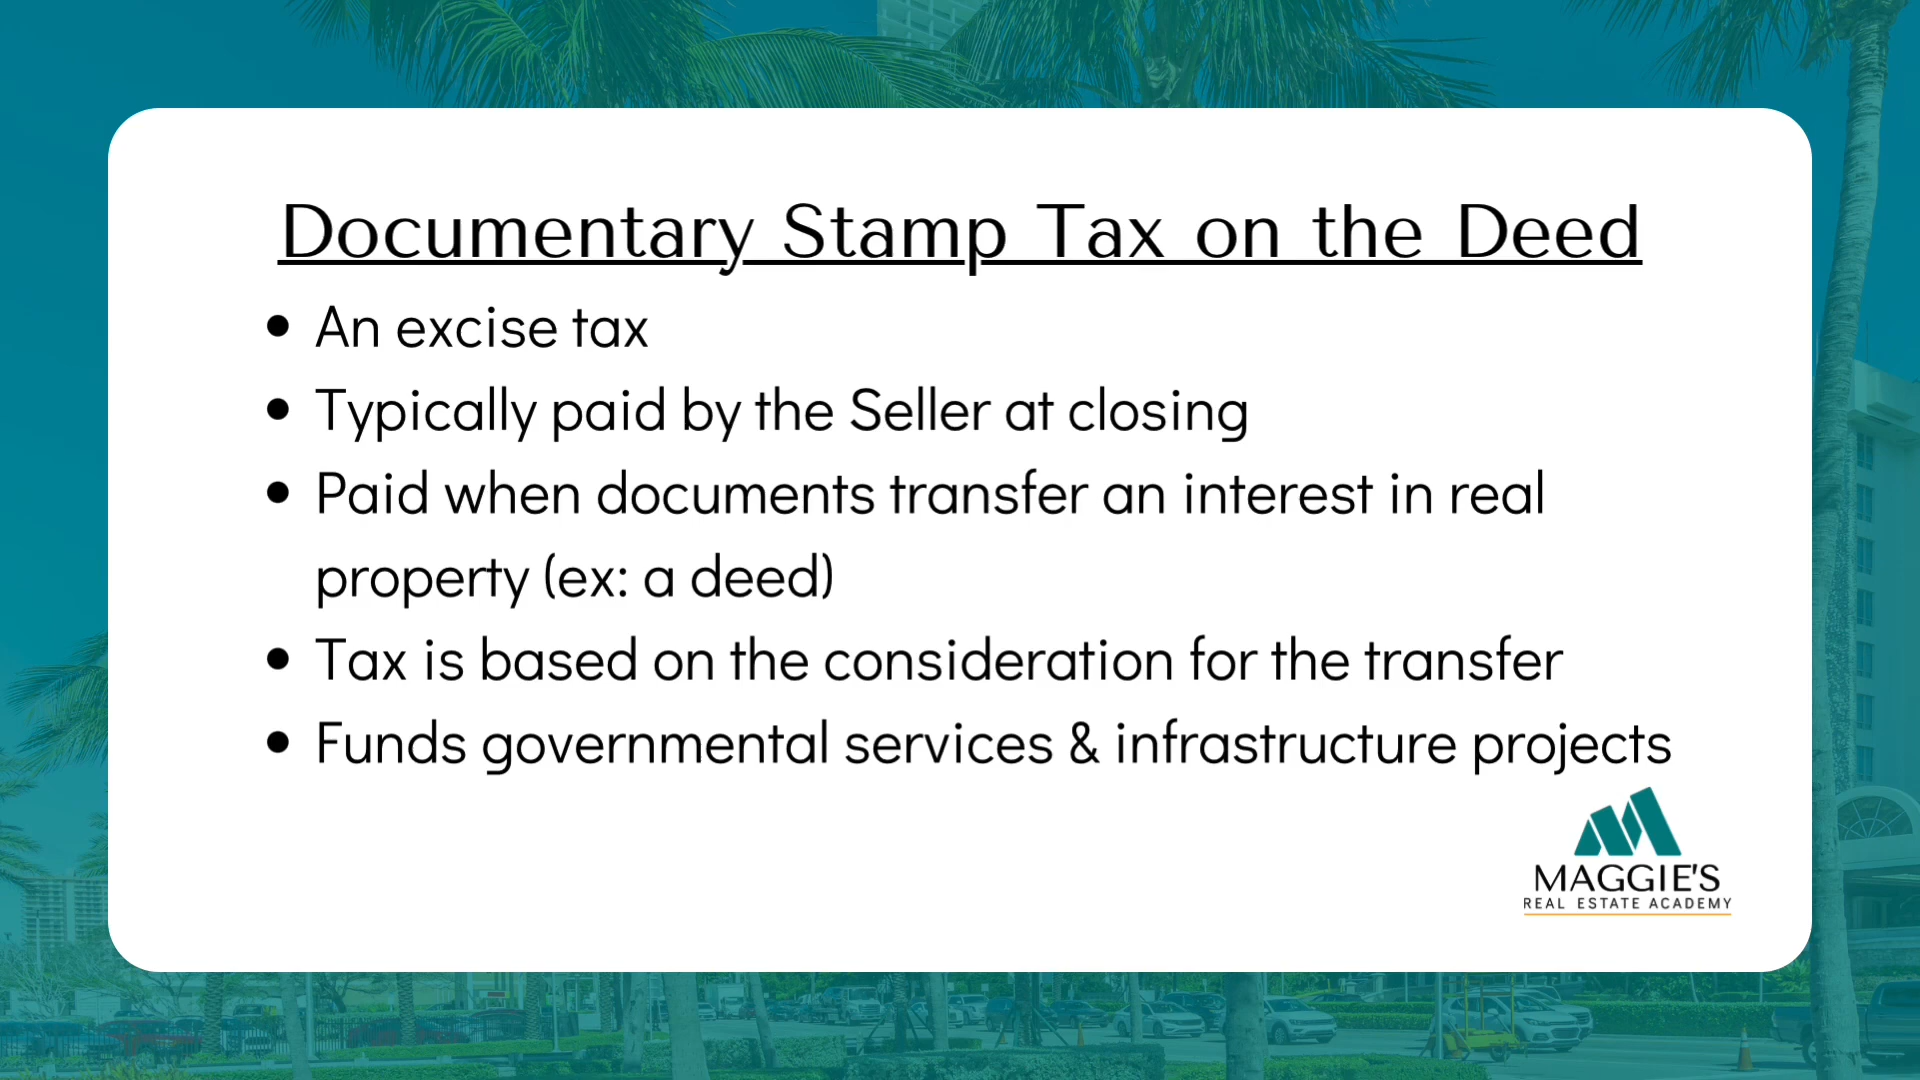 Documentary Stamp Tax on the Deed
• An excise tax
• Typically paid by the Seller at closing
• Paid when documents transfer an interest in real
property (ex: a deed)
• Tax is based on the consideration for the transfer
• Funds governmental services & infrastructure projects
MAGGIE'S
REAL ESTATE ACADEMY